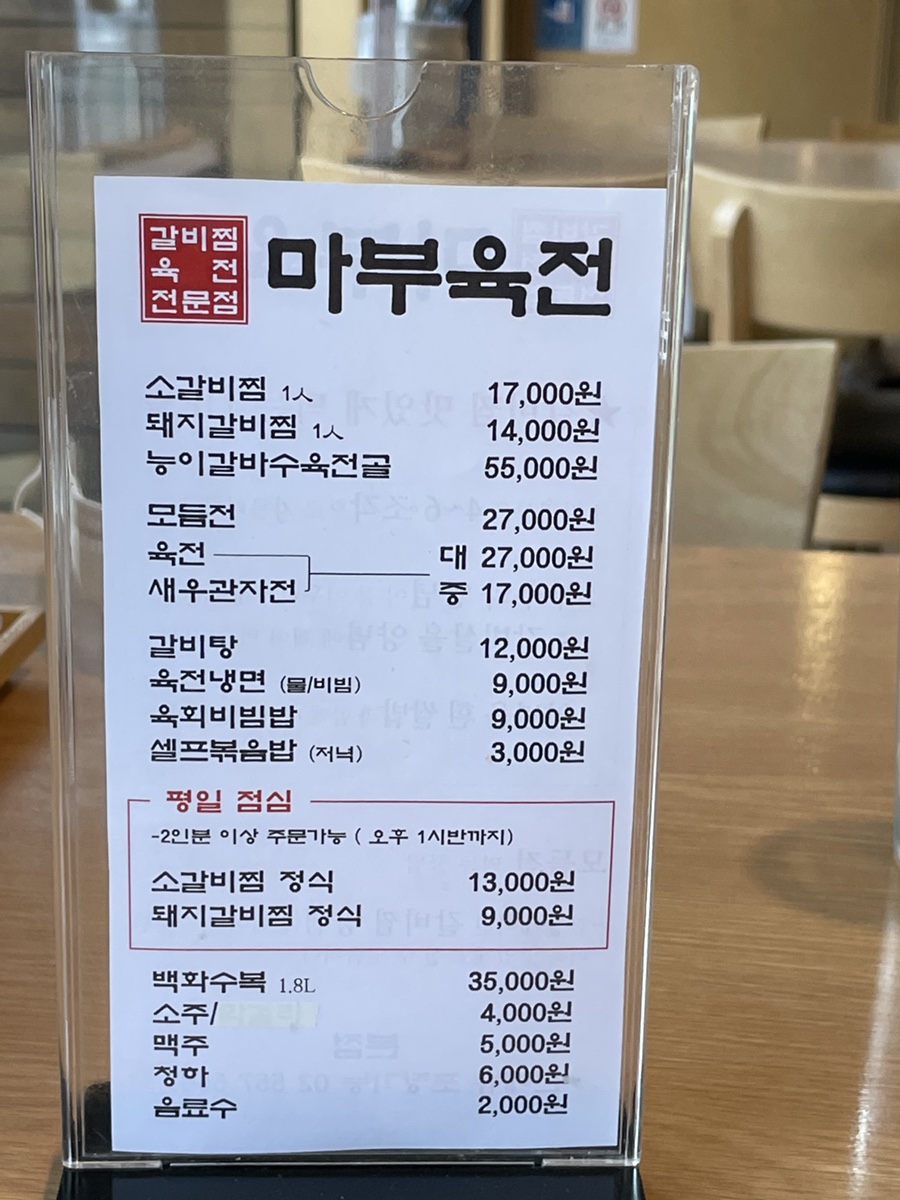 갈비찜
육 전
전문점
마부육전
소갈비찜 1人 17,000원
돼지갈비찜 1人 14,000원
능이갈바수육전골 55,000원
모듬전 27,000원
육전 대 27,000원
새우관자전 중 17,000원
갈비탕 12,000원
육전냉면 (물/비빔) 9,000원
육회비빔밥 9,000원
셀프볶음밥 (저녁) 3,000원
평일 점심
-2인분 이상 주문가능 ( 오후 1시반까지)
소갈비찜 정식 13,000원
돼지갈비찜 정식 9,000원
백화수복 1.8L 35,000원
소주/ 4,000원
맥주 5,000원
청하 6,000원
음료수 2,000원